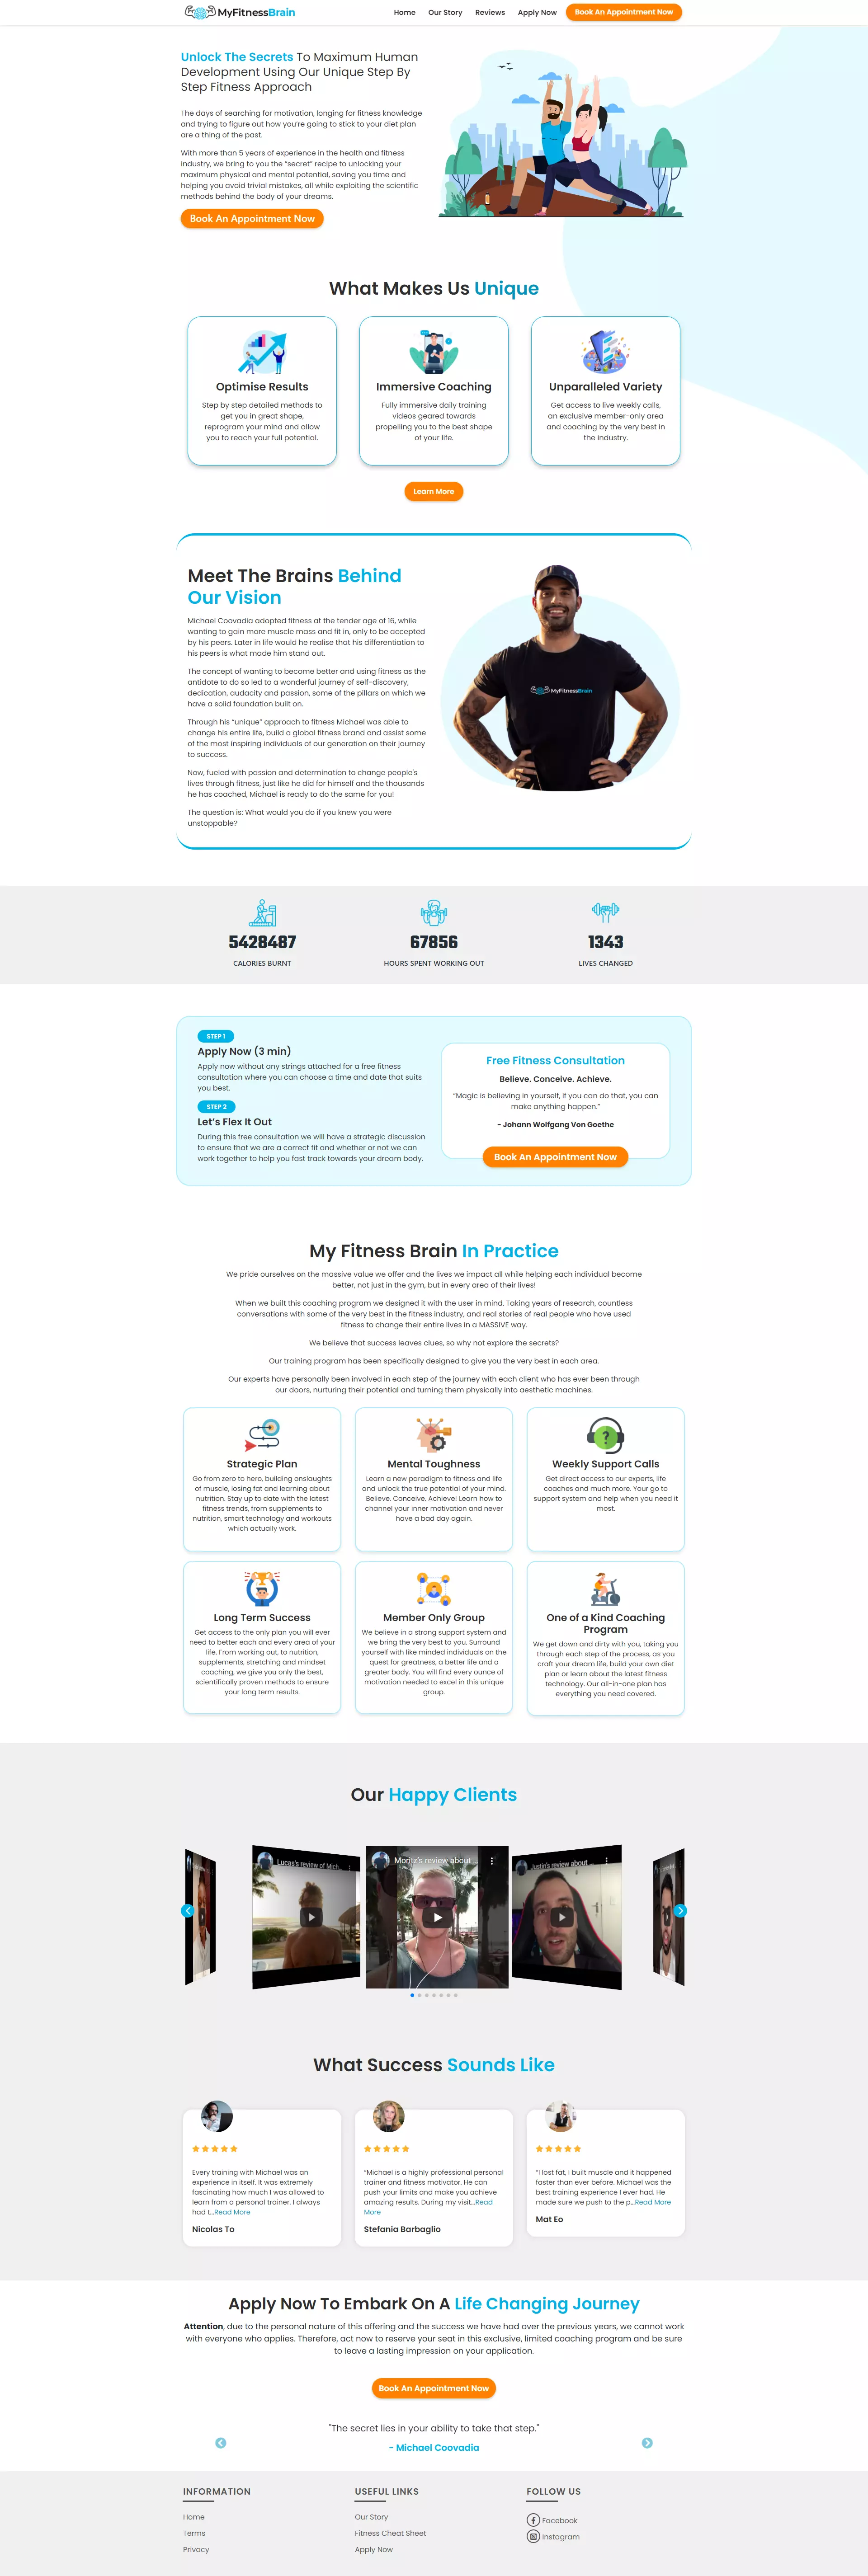 MyFitnessBrain
Home
Our Story
Reviews
Apply Now
Book An Appointment Now
Unlock The Secrets To Maximum Human
Development Using Our Unique Step By
Step Fitness Approach
The days of searching for motivation, longing for fitness knowledge
and trying to figure out how you're going to stick to your diet plan
are a thing of the past.
With more than 5 years of experience in the health and fitness
industry, we bring to you the "secret" recipe to unlocking your
maximum physical and mental potential, saving you time and
helping you avoid trivial mistakes, all while exploiting the scientific
methods behind the body of your dreams.
Book An Appointment Now
What Makes Us Unique
Optimise Results
Step by step detailed methods to
get you in great shape,
reprogram your mind and allow
you to reach your full potential.
Immersive Coaching
Fully immersive daily training
videos geared towards
propelling you to the best shape
of your life.
Unparalleled Variety
Get access to live weekly calls,
an exclusive member-only area
and coaching by the very best in
the industry.
Learn More
Meet The Brains Behind
Our Vision
Michael Coovadia adopted fitness at the tender age of 16, while
wanting to gain more muscle mass and fit in, only to be accepted
by his peers. Later in life would he realise that his differentiation to
his peers is what made him stand out.
The concept of wanting to become better and using fitness as the
antidote to do so led to a wonderful journey of self-discovery,
dedication, audacity and passion, some of the pillars on which we
have a solid foundation built on.
Through his "unique" approach to fitness Michael was able to
change his entire life, build a global fitness brand and assist some
of the most inspiring individuals of our generation on their journey
to success.
Now, fueled with passion and determination to change people's
lives through fitness, just like he did for himself and the thousands
he has coached, Michael is ready to do the same for you!
The question is: What would you do if you knew you were
unstoppable?
MyFitnessBrain
5428487
CALORIES BURNT
67856
HOURS SPENT WORKING OUT
1343
LIVES CHANGED
STEP 1
Apply Now (3 min)
Apply now without any strings attached for a free fitness
consultation where you can choose a time and date that suits
you best.
STEP 2
Let's Flex It Out
During this free consultation we will have a strategic discussion
to ensure that we are a correct fit and whether or not we can
work together to help you fast track towards your dream body.
Free Fitness Consultation
Believe. Conceive. Achieve.
"Magic is believing in yourself, if you can do that, you can
make anything happen."
- Johann Wolfgang Von Goethe
Book An Appointment Now
My Fitness Brain In Practice
We pride ourselves on the massive value we offer and the lives we impact all while helping each individual become
better, not just in the gym, but in every area of their lives!
When we built this coaching program we designed it with the user in mind. Taking years of research, countless
conversations with some of the very best in the fitness industry, and real stories of real people who have used
fitness to change their entire lives in a MASSIVE way.
We believe that success leaves clues, so why not explore the secrets?
Our training program has been specifically designed to give you the very best in each area.
Our experts have personally been involved in each step of the journey with each client who has ever been through
our doors, nurturing their potential and turning them physically into aesthetic machines.
Strategic Plan
Go from zero to hero, building onslaughts
of muscle, losing fat and learning about
nutrition. Stay up to date with the latest
fitness trends, from supplements to
nutrition, smart technology and workouts
which actually work.
Mental Toughness
Learn a new paradigm to fitness and life
and unlock the true potential of your mind.
Believe. Conceive. Achieve! Learn how to
channel your inner motivation and never
have a bad day again.
Weekly Support Calls
Get direct access to our experts, life
coaches and much more. Your go to
support system and help when you need it
most.
Long Term Success
Get access to the only plan you will ever
need to better each and every area of your
life. From working out, to nutrition,
supplements, stretching and mindset
coaching, we give you only the best,
scientifically proven methods to ensure
your long term results.
Member Only Group
We believe in a strong support system and
we bring the very best to you. Surround
yourself with like minded individuals on the
quest for greatness, a better life and a
greater body. You will find every ounce of
motivation needed to excel in this unique
group.
One of a Kind Coaching
Program
We get down and dirty with you, taking you
through each step of the process, as you
craft your dream life, build your own diet
plan or learn about the latest fitness
technology. Our all-in-one plan has
everything you need covered.
Our Happy Clients
Lucas's review of Mich...
Moritz's review about ...
Justin's review about ...
What Success Sounds Like
Every training with Michael was an
experience in itself. It was extremely
fascinating how much I was allowed to
learn from a personal trainer. I always
had t...Read More
Nicolas To
"Michael is a highly professional personal
trainer and fitness motivator. He can
push your limits and make you achieve
amazing results. During my visit...Read
More
Stefania Barbaglio
"I lost fat, I built muscle and it happened
faster than ever before. Michael was the
best training experience I ever had. He
made sure we push to the p...Read More
Mat Eo
Apply Now To Embark On A Life Changing Journey
Attention, due to the personal nature of this offering and the success we have had over the previous years, we cannot work
with everyone who applies. Therefore, act now to reserve your seat in this exclusive, limited coaching program and be sure
to leave a lasting impression on your application.
Book An Appointment Now
"The secret lies in your ability to take that step."
- Michael Coovadia
INFORMATION
Home
Terms
Privacy
USEFUL LINKS
Our Story
Fitness Cheat Sheet
Apply Now
FOLLOW US
Facebook
Instagram